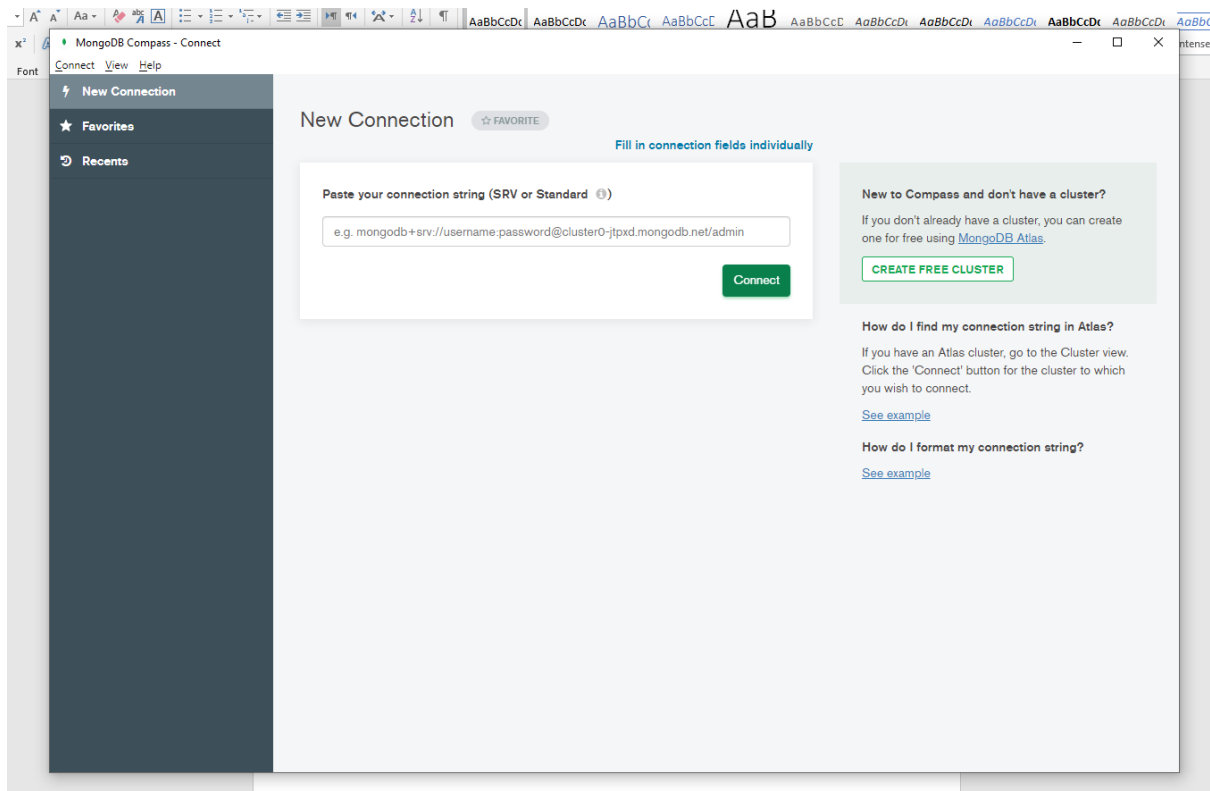 Aa
abc
A
A
Z
¶
AaBbCcDc AaBbCcDc AaBbCc AaBbCcE AaB AaBbCcE AaBbCcDc AaBbCcDc AaBbCcDc AaBbCcDc AaBbCcDc AaBbC
x²
ntense
Font
MongoDB Compass - Connect
Connect View Help
New Connection
Favorites
Recents
New Connection
FAVORITE
Fill in connection fields individually
Paste your connection string (SRV or Standard )
e.g. mongodb+srv://username:password@cluster0-jtpxd.mongodb.net/admin
Connect
New to Compass and don't have a cluster?
If you don't already have a cluster, you can create
one for free using MongoDB Atlas.
CREATE FREE CLUSTER
How do I find my connection string in Atlas?
If you have an Atlas cluster, go to the Cluster view.
Click the 'Connect' button for the cluster to which
you wish to connect.
See example
How do I format my connection string?
See example